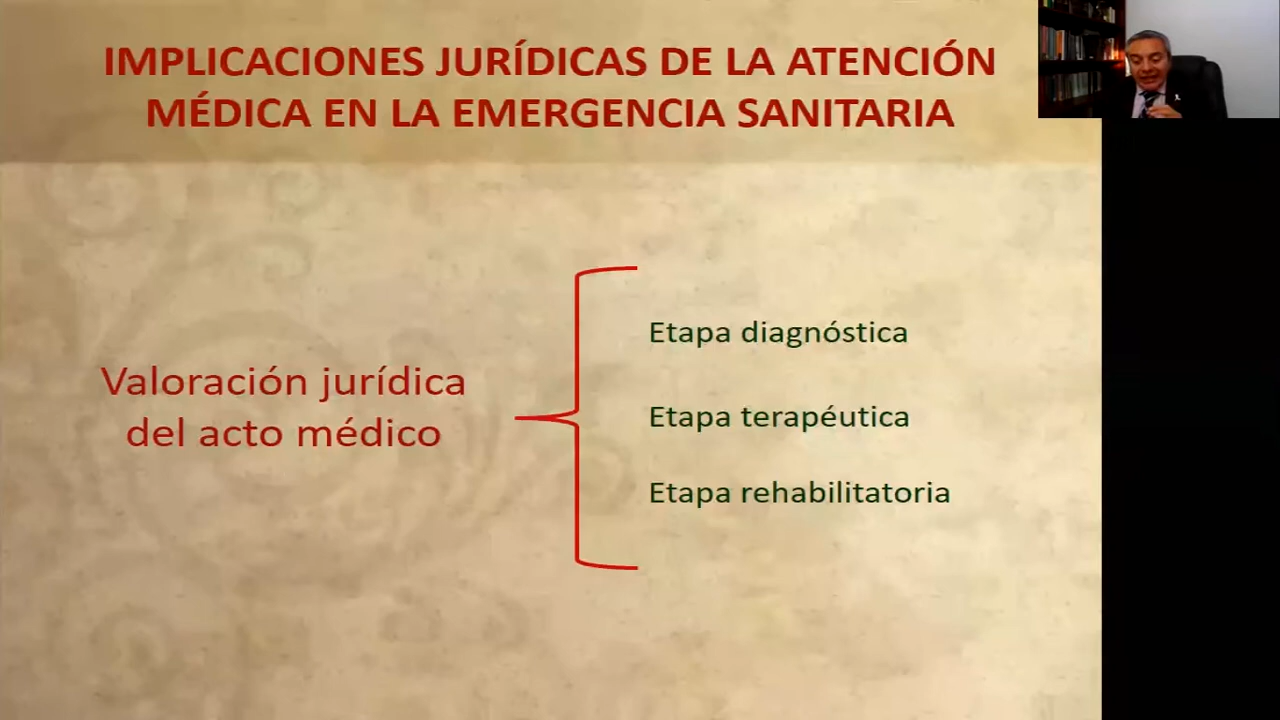 IMPLICACIONES JURÍDICAS DE LA ATENCIÓN
MÉDICA EN LA EMERGENCIA SANITARIA
Valoración jurídica
del acto médico
Etapa diagnóstica
Etapa terapéutica
Etapa rehabilitatoria